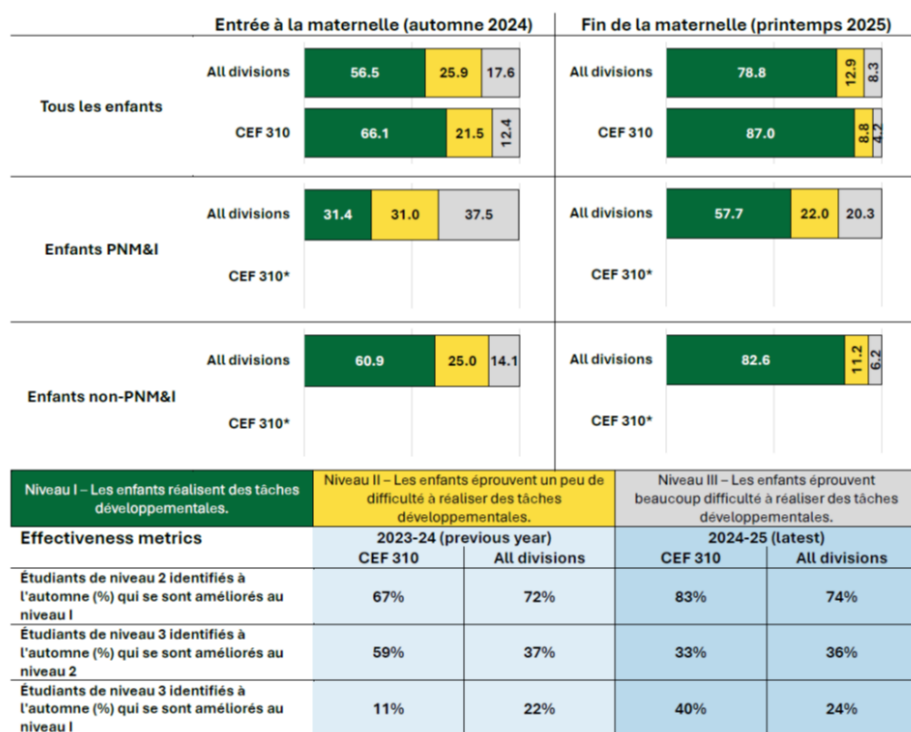 Entrée à la maternelle (automne 2024)
Fin de la maternelle (printemps 2025)
Tous les enfants
All divisions
56.5 25.9 17.6
All divisions
78.8 12.9 8.3
CEF 310
66.1 21.5 12.4
CEF 310
87.0 8.8 4.2
Enfants PNM&I
All divisions
31.4 31.0 37.5
All divisions
57.7 22.0 20.3
CEF 310*
CEF 310*
Enfants non-PNM&I
All divisions
60.9 25.0 14.1
All divisions
82.6 11.2 6.2
CEF 310*
CEF 310*
Niveau I – Les enfants réalisent des tâches
développementales.
Niveau II – Les enfants éprouvent un peu de
difficulté à réaliser des tâches
développementales.
Niveau III – Les enfants éprouvent
beaucoup difficulté à réaliser des tâches
développementales.
Effectiveness metrics
2023-24 (previous year)
2024-25 (latest)
CEF 310 All divisions CEF 310 All divisions
Étudiants de niveau 2 identifiés à
l'automne (%) qui se sont améliorés au
niveau I
67% 72% 83% 74%
Étudiants de niveau 3 identifiés à
l'automne (%) qui se sont améliorés au
niveau 2
59% 37% 33% 36%
Étudiants de niveau 3 identifiés à
l'automne (%) qui se sont améliorés au
niveau I
11% 22% 40% 24%